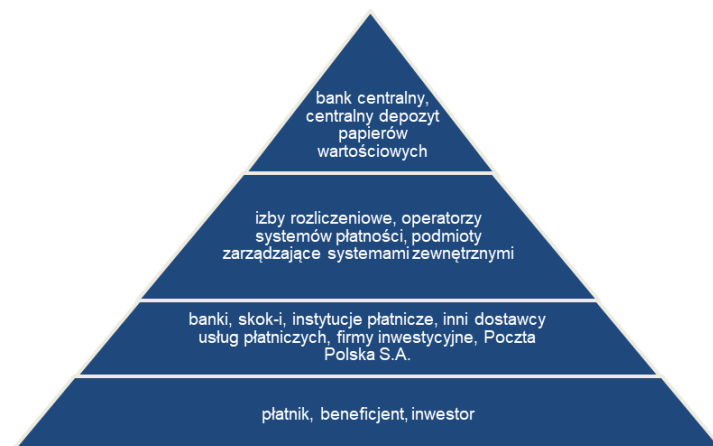 bank centralny,
centralny depozyt
papierów
wartościowych
izby rozliczeniowe, operatorzy
systemów płatności, podmioty
zarządzające systemami zewnętrznymi
banki, skok-i, instytucje płatnicze, inni dostawcy
usług płatniczych, firmy inwestycyjne, Poczta
Polska S.A.
płatnik, beneficjent, inwestor